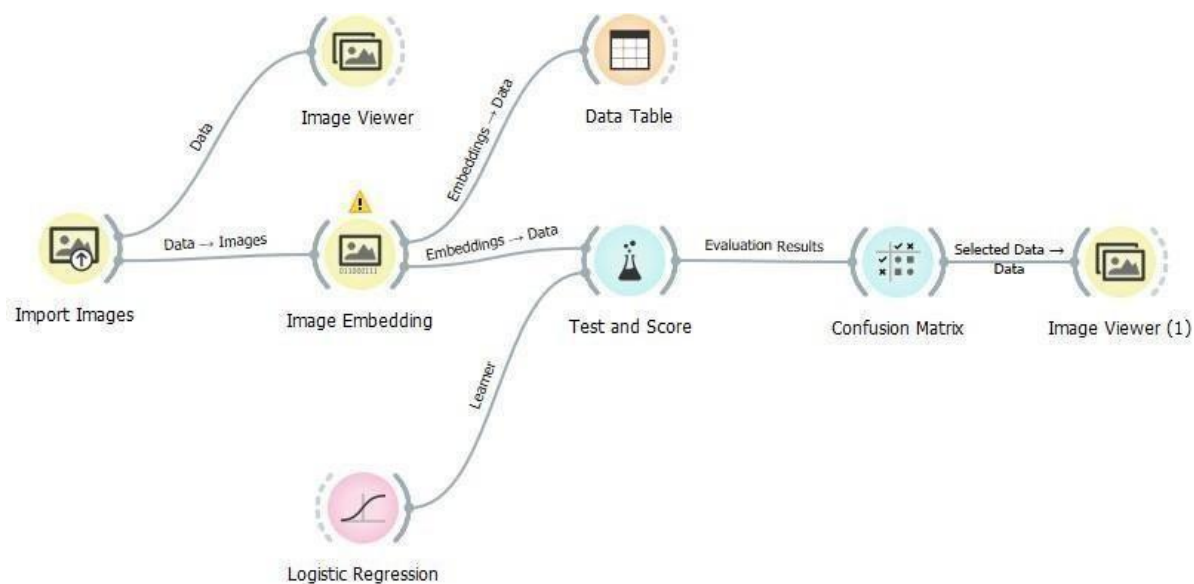 Image Viewer
Data Table
Data
Embeddings → Data
Data → Images
Embeddings → Data
Evaluation Results
Selected Data →
Data
Import Images
Image Embedding
011000111
Test and Score
Confusion Matrix
Image Viewer (1)
Learner
Logistic Regression